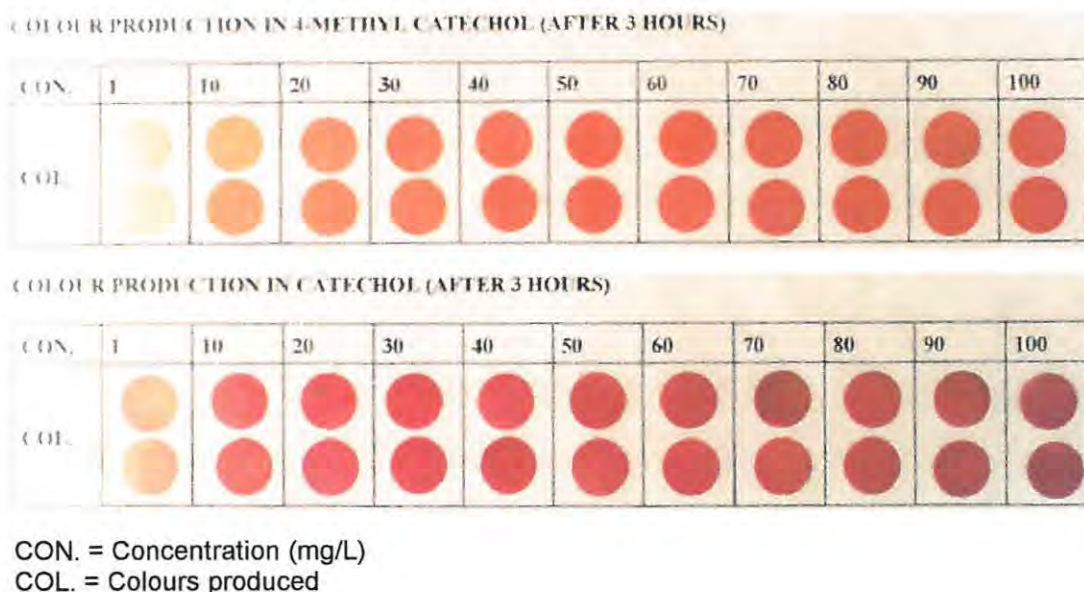 COLOUR PRODUCTION IN 4-METHYL CATECHOL (AFTER 3 HOURS)
CON. 1 10 20 30 40 50 60 70 80 90 100
COL.
COLOUR PRODUCTION IN CATECHOL (AFTER 3 HOURS)
CON. 1 10 20 30 40 50 60 70 80 90 100
COL.
CON. = Concentration (mg/L)
COL. = Colours produced